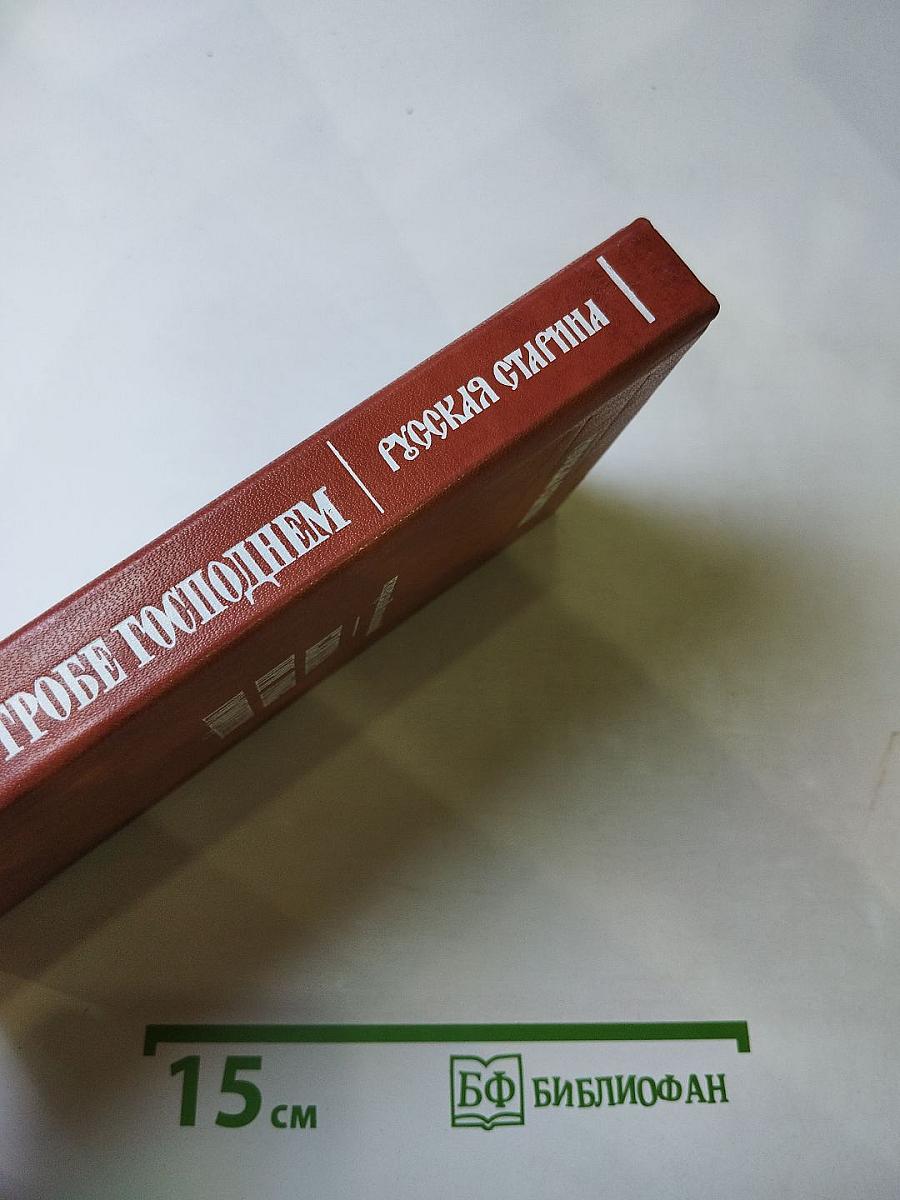 ГРОБЕ ГОСПОДНЕМ
РУССКАЯ СТАРИНА
15 см
БФ БИБЛИОФАН